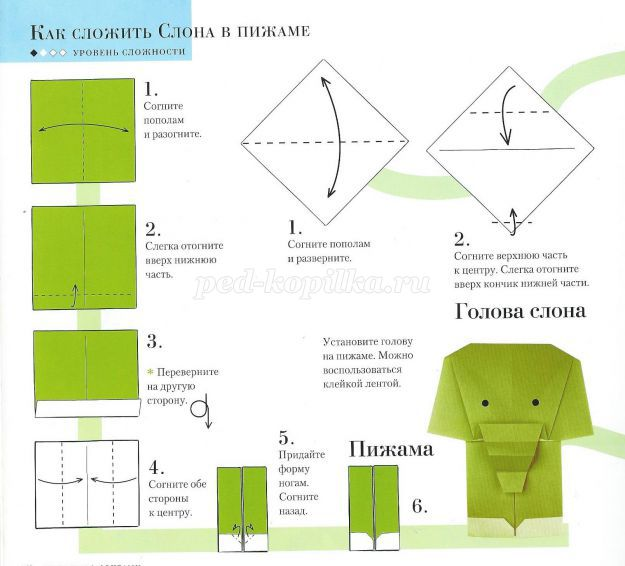 Как сложить Слона в пижаме
уровень сложности
1.
Согните
пополам
и разогните.
2.
Слегка отогните
вверх нижнюю
часть.
3.
* Переверните
на другую
сторону.
4.
Согните обе
стороны
к центру.
5.
Придайте
форму
ногам.
Согните
назад.
Пижама
6.
1.
Согните пополам
и разверните.
2.
Согните верхнюю часть
к центру. Слегка отогните
вверх кончик нижней части.
Голова слона
Установите голову
на пижаме. Можно
воспользоваться
клейкой лентой.
ped-kopilka.ru